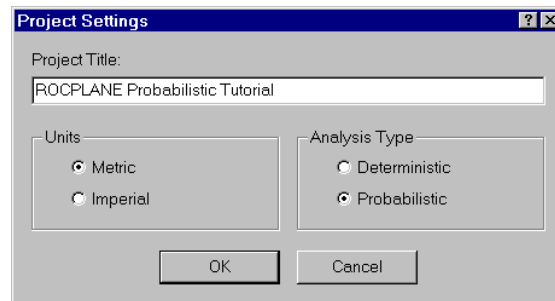 Project Settings
Project Title:
ROCPLANE Probabilistic Tutorial
Units
Metric
Imperial
Analysis Type
Deterministic
Probabilistic
OK
Cancel